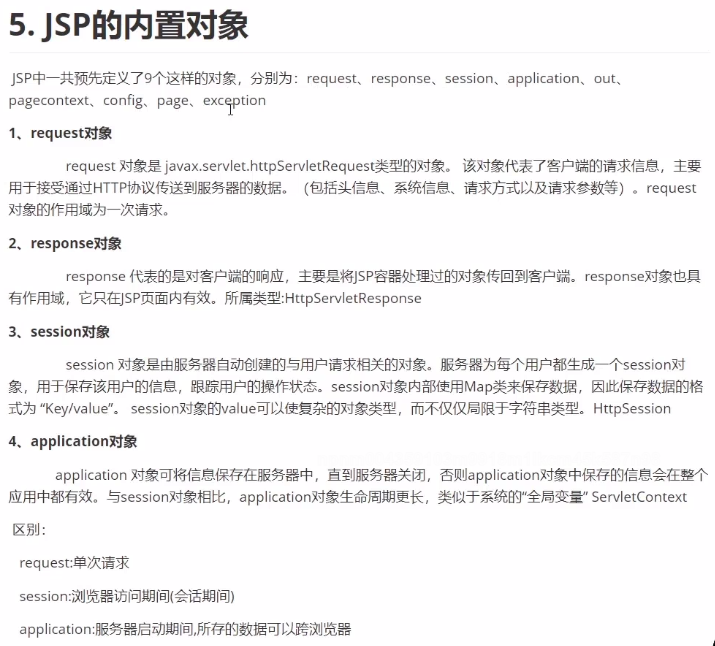 5. JSP的内置对象
JSP中一共预先定义了9个这样的对象，分别为：request、response、session、application、out、
pagecontext、config、page、exception
1、request对象
request 对象是 javax.servlet.httpServletRequest类型的对象。 该对象代表了客户端的请求信息，主要
用于接受通过HTTP协议传送到服务器的数据。（包括头信息、系统信息、请求方式以及请求参数等）。request
对象的作用域为一次请求。
2、response对象
response 代表的是对客户端的响应，主要是将JSP容器处理过的对象传回到客户端。response对象也具
有作用域，它只在JSP页面内有效。所属类型:HttpServletResponse
3、session对象
session 对象是由服务器自动创建的与用户请求相关的对象。服务器为每个用户都生成一个session对
象，用于保存该用户的信息，跟踪用户的操作状态。session对象内部使用Map类来保存数据，因此保存数据的格
式为 “Key/value”。 session对象的value可以使复杂的对象类型，而不仅仅局限于字符串类型。HttpSession
4、application对象
application 对象可将信息保存在服务器中，直到服务器关闭，否则application对象中保存的信息会在整个
应用中都有效。与session对象相比，application对象生命周期更长，类似于系统的“全局变量“ ServletContext
区别：
request:单次请求
session:浏览器访问期间(会话期间)
application:服务器启动期间,所存的数据可以跨浏览器